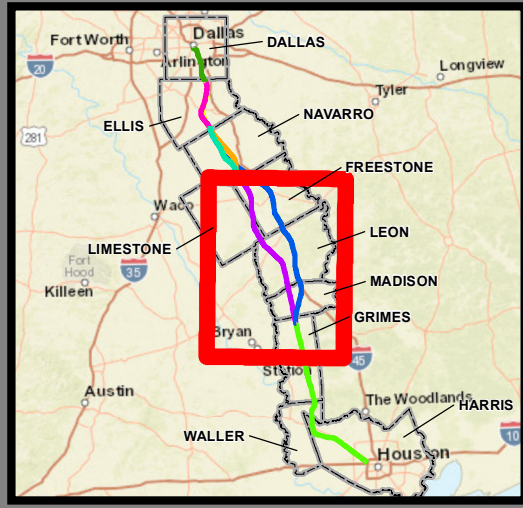 Dallas
Fort Worth
DALLAS
Arlington
Longview
20
Tyler
NAVARRO
ELLIS
281
FREESTONE
Waco
LEON
LIMESTONE
Fort
Hood
35
MADISON
Killeen
GRIMES
Bryan
45
Statio
Austin
The Woodlands
HARRIS
WALLER
10
Houston